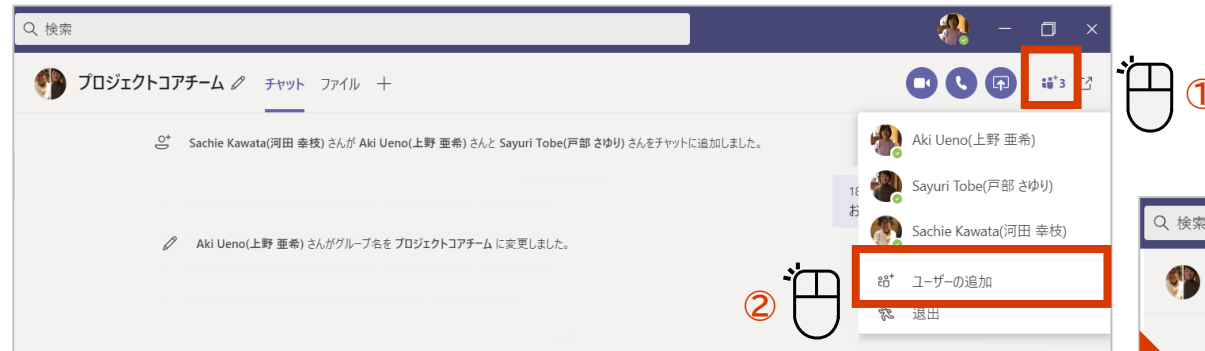 検索
プロジェクトコアチーム チャット ファイル
3
①
Sachie Kawata(河田 幸枝) さんが Aki Ueno(上野 亜希) さんと Sayuri Tobe(戸部 さゆり) さんをチャットに追加しました。
Aki Ueno(上野 亜希)
18
お
Sayuri Tobe(戸部 さゆり)
Aki Ueno(上野 亜希) さんがグループ名を プロジェクトコアチーム に変更しました。
Sachie Kawata(河田 幸枝)
検索
② ユーザーの追加
退出